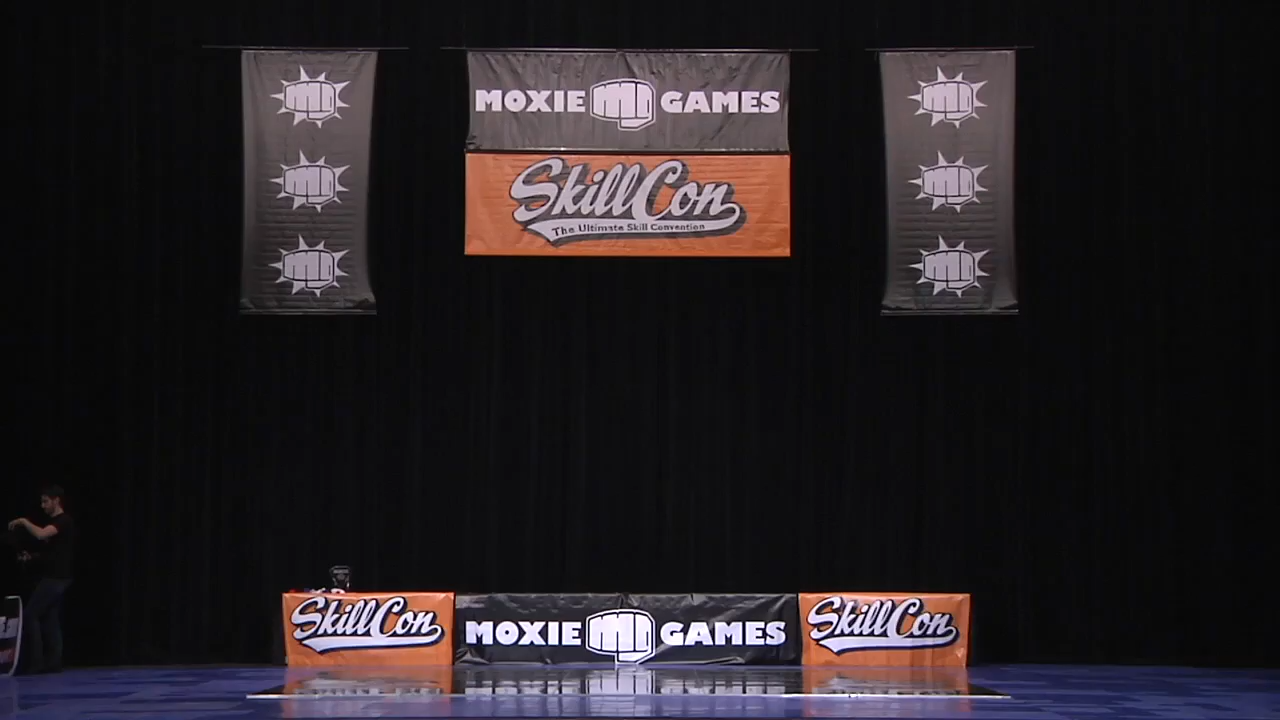 MOXIE GAMES
SkillCon
The Ultimate Skill Convention
SkillCon
MOXIE GAMES
SkillCon